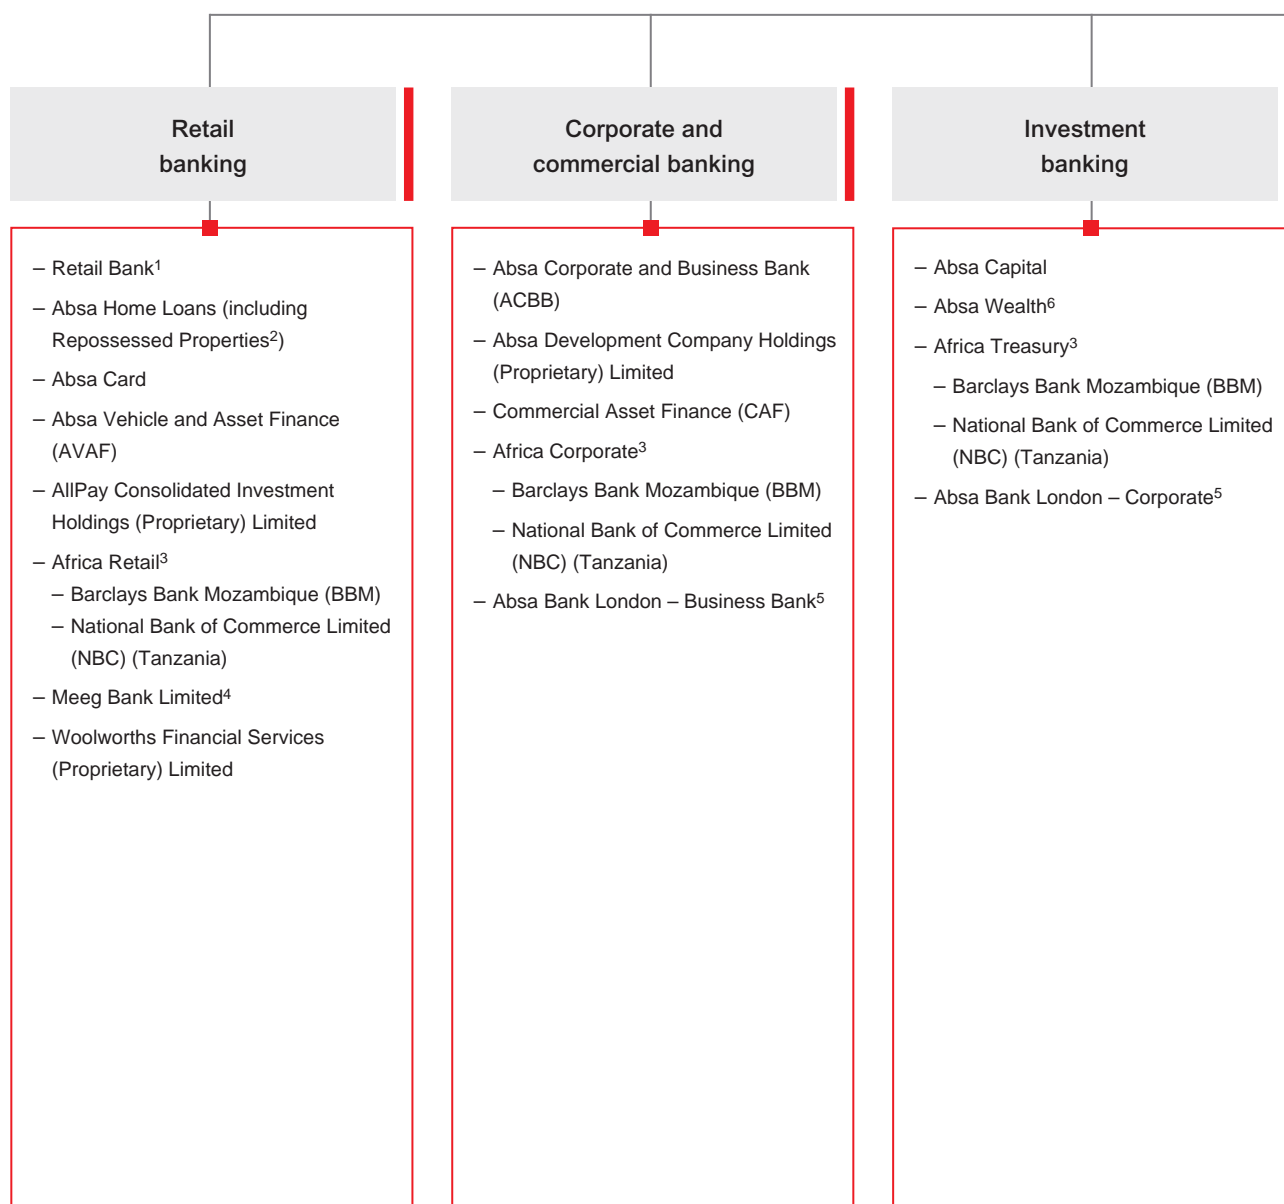 Retail
banking
– Retail Bank¹
– Absa Home Loans (including
Repossessed Properties²)
– Absa Card
– Absa Vehicle and Asset Finance
(AVAF)
– AllPay Consolidated Investment
Holdings (Proprietary) Limited
– Africa Retail³
– Barclays Bank Mozambique (BBM)
– National Bank of Commerce Limited
(NBC) (Tanzania)
– Meeg Bank Limited⁴
– Woolworths Financial Services
(Proprietary) Limited
Corporate and
commercial banking
– Absa Corporate and Business Bank
(ACBB)
– Absa Development Company Holdings
(Proprietary) Limited
– Commercial Asset Finance (CAF)
– Africa Corporate³
– Barclays Bank Mozambique (BBM)
– National Bank of Commerce Limited
(NBC) (Tanzania)
– Absa Bank London – Business Bank⁵
Investment
banking
– Absa Capital
– Absa Wealth⁶
– Africa Treasury³
– Barclays Bank Mozambique (BBM)
– National Bank of Commerce Limited
(NBC) (Tanzania)
– Absa Bank London – Corporate⁵